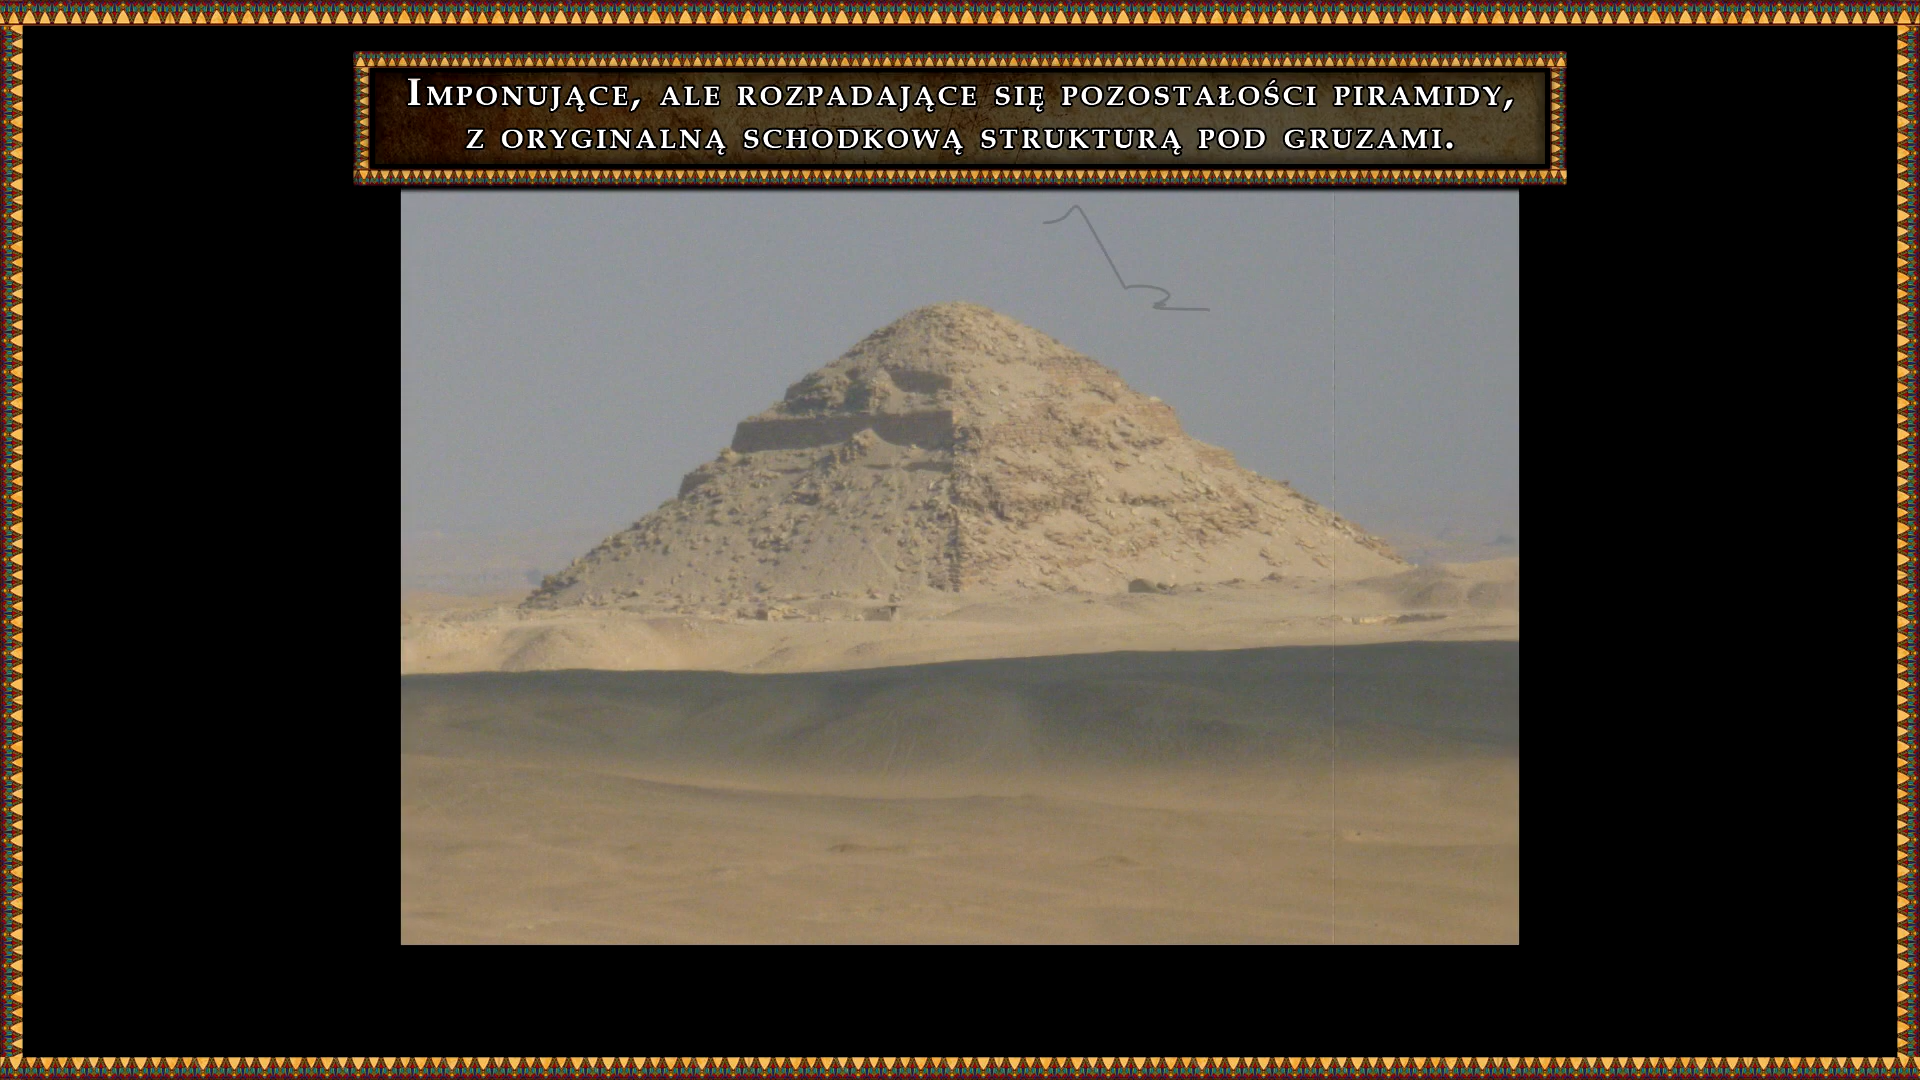 Imponujące, ale rozpadające się pozostałości piramidy,
z oryginalną schodkową strukturą pod gruzami.